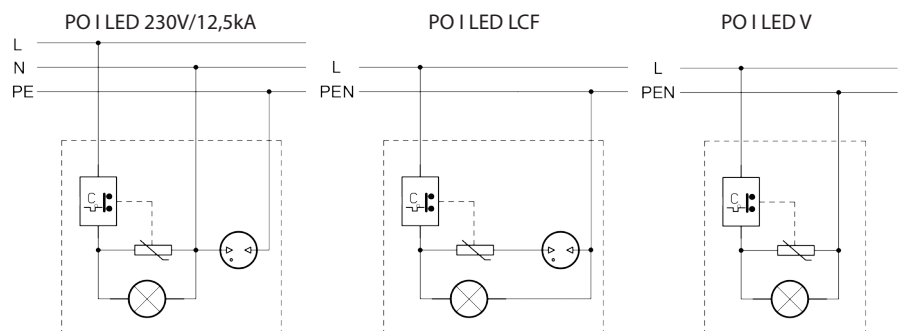 PO I LED 230V/12,5kA
L
N
PE
C
PO I LED LCF
L
PEN
C
PO I LED V
L
PEN
C